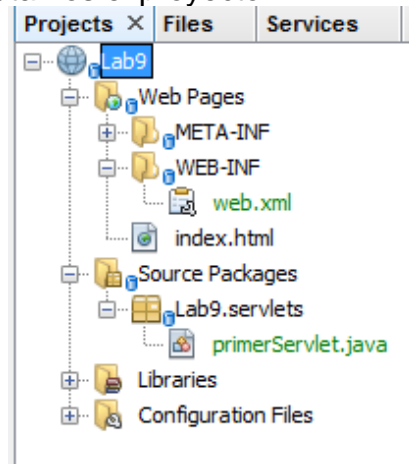 Projects × Files Services
Lab9
Web Pages
META-INF
WEB-INF
web.xml
index.html
Source Packages
Lab9.servlets
primerServlet.java
Libraries
Configuration Files